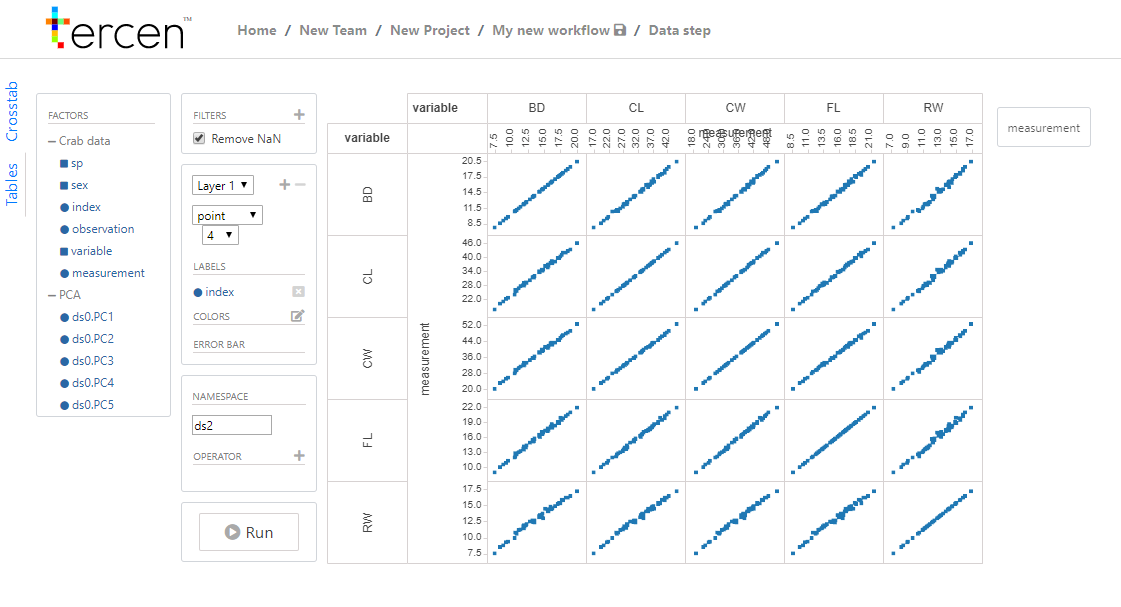 tercen™
Home / New Team / New Project / My new workflow / Data step
Crosstab
Tables
FACTORS
Crab data
sp
sex
index
observation
variable
measurement
PCA
ds0.PC1
ds0.PC2
ds0.PC3
ds0.PC4
ds0.PC5
FILTERS
Remove NaN
Layer 1
point
4
LABELS
index
COLORS
ERROR BAR
NAMESPACE
ds2
OPERATOR
Run
variable BD CL CW FL RW
variable
measurement
7.5 10.0 12.5 15.0 17.5 20.0 17.0 22.0 27.0 32.0 37.0 42.0 18.0 24.0 30.0 36.0 42.0 48.0 8.5 11.0 13.5 16.0 18.5 21.0 7.0 9.0 11.0 13.0 15.0 17.0
measurement
BD
20.5
17.5
14.5
11.5
8.5
CL
46.0
40.0
34.0
28.0
22.0
measurement
CW
52.0
44.0
36.0
28.0
20.0
FL
22.0
19.0
16.0
13.0
10.0
RW
17.5
15.0
12.5
10.0
7.5